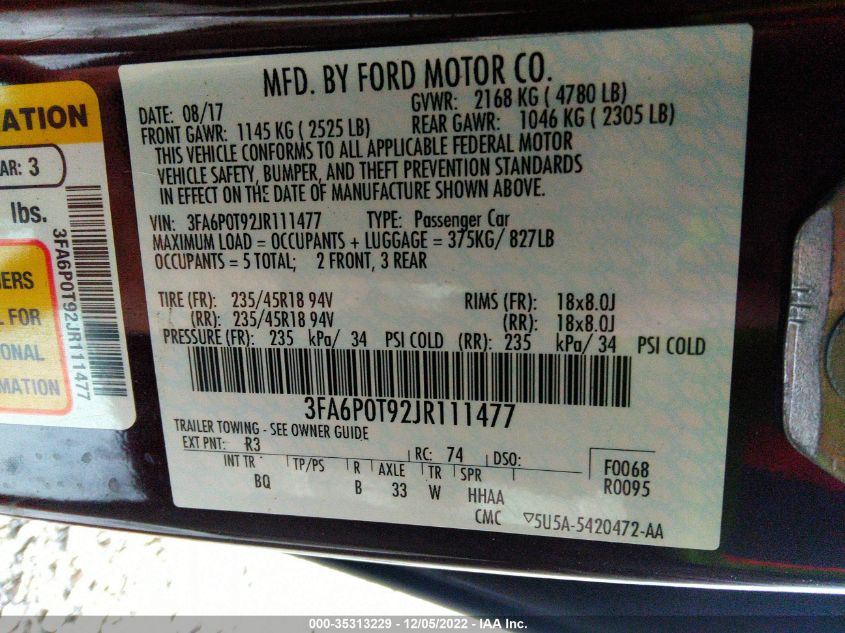 MFD. BY FORD MOTOR CO.
DATE: 08/17 GVWR: 2168 KG ( 4780 LB)
FRONT GAWR: 1145 KG ( 2525 LB) REAR GAWR: 1046 KG ( 2305 LB)
THIS VEHICLE CONFORMS TO ALL APPLICABLE FEDERAL MOTOR
VEHICLE SAFETY, BUMPER, AND THEFT PREVENTION STANDARDS
IN EFFECT ON THE DATE OF MANUFACTURE SHOWN ABOVE.
VIN: 3FA6P0T92JR111477 TYPE: Passenger Car
MAXIMUM LOAD = OCCUPANTS + LUGGAGE = 375KG/ 827LB
OCCUPANTS = 5 TOTAL; 2 FRONT, 3 REAR
TIRE (FR): 235/45R18 94V RIMS (FR): 18x8.0J
(RR): 235/45R18 94V (RR): 18x8.0J
PRESSURE (FR): 235 kPa/ 34 PSI COLD (RR): 235 kPa/ 34 PSI COLD
3FA6P0T92JR111477
TRAILER TOWING - SEE OWNER GUIDE
EXT PNT: R3 RC: 74 DSO: F0068
INT TR TP/PS R AXLE TR SPR R0095
BQ B 33 W HHAA
CMC ▽5U5A-5420472-AA
ATION
AR: 3
lbs.
3FA6P0T92JR111477
ERS
L FOR
ONAL
MATION
000-35313229 - 12/05/2022 - IAA Inc.